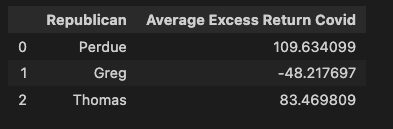 Republican Average Excess Return Covid
0 Perdue 109.634099
1 Greg -48.217697
2 Thomas 83.469809